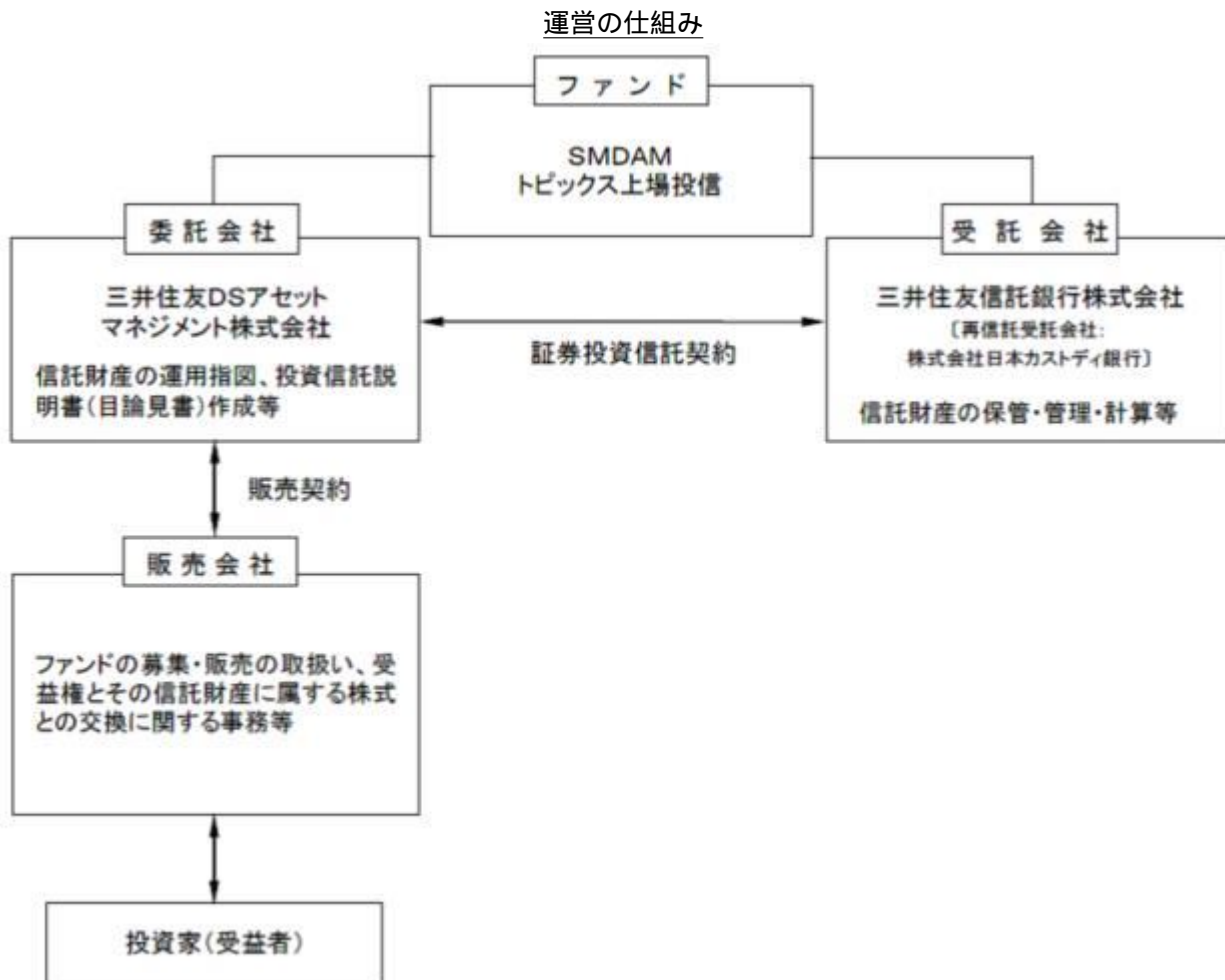 運営の仕組み
ファンド
SMDAM
トピックス上場投信
委託会社
三井住友DSアセット
マネジメント株式会社
信託財産の運用指図、投資信託説
明書(目論見書)作成等
証券投資信託契約
受託会社
三井住友信託銀行株式会社
〔再信託受託会社:
株式会社日本カストディ銀行〕
信託財産の保管・管理・計算等
販売契約
販売会社
ファンドの募集・販売の取扱い、受
益権とその信託財産に属する株式
との交換に関する事務等
投資家(受益者)